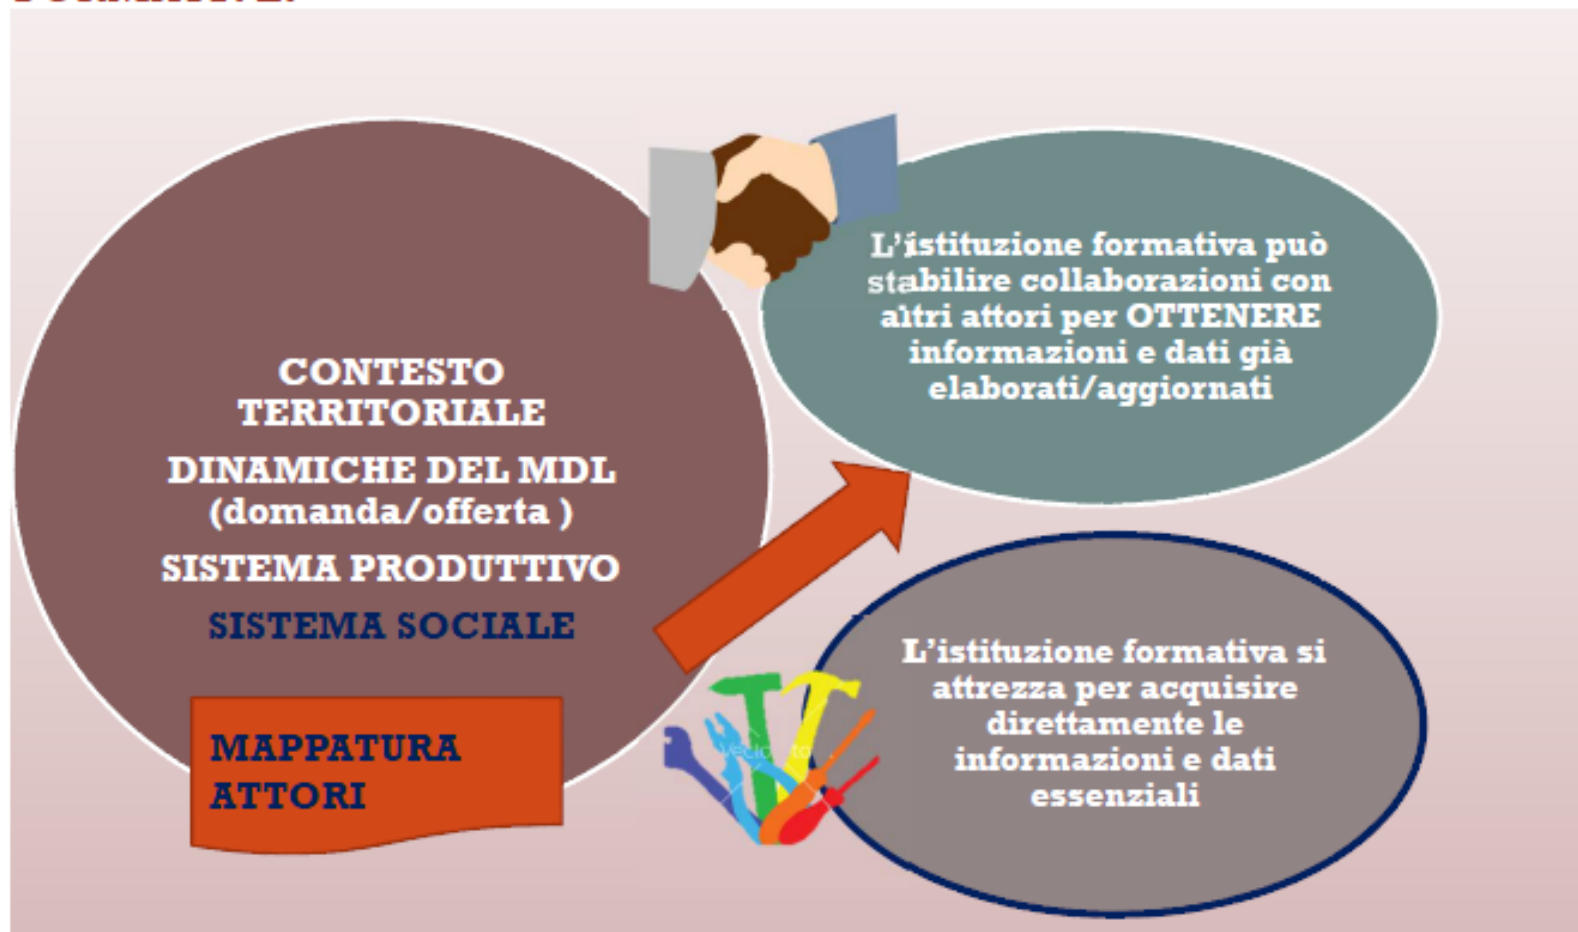 CONTESTO
TERRITORIALE
DINAMICHE DEL MDL
(domanda/offerta )
SISTEMA PRODUTTIVO
SISTEMA SOCIALE
MAPPATURA
ATTORI
L'istituzione formativa può
stabilire collaborazioni con
altri attori per OTTENERE
informazioni e dati già
elaborati/aggiornati
L'istituzione formativa si
attrezza per acquisire
direttamente le
informazioni e dati
essenziali